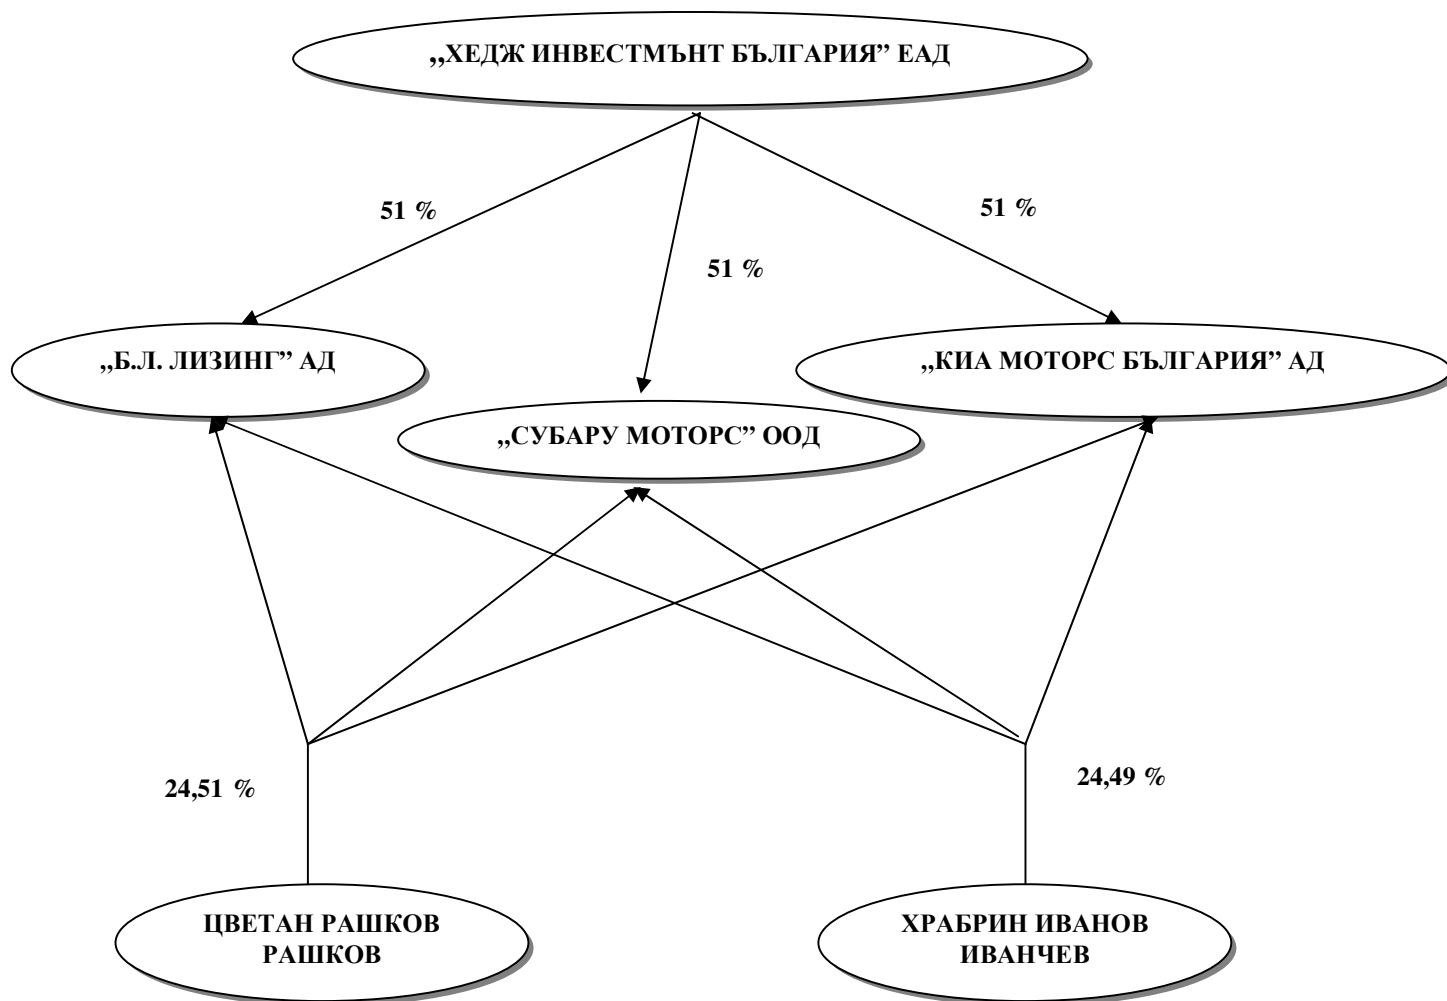 „ХЕДЖ ИНВЕСТМЪНТ БЪЛГАРИЯ” ЕАД
51 %
51 %
51 %
„Б.Л. ЛИЗИНГ” АД
„КИА МОТОРС БЪЛГАРИЯ” АД
„СУБАРУ МОТОРС” ООД
24,51 %
24,49 %
ЦВЕТАН РАШКОВ
РАШКОВ
ХРАБРИН ИВАНОВ
ИВАНЧЕВ